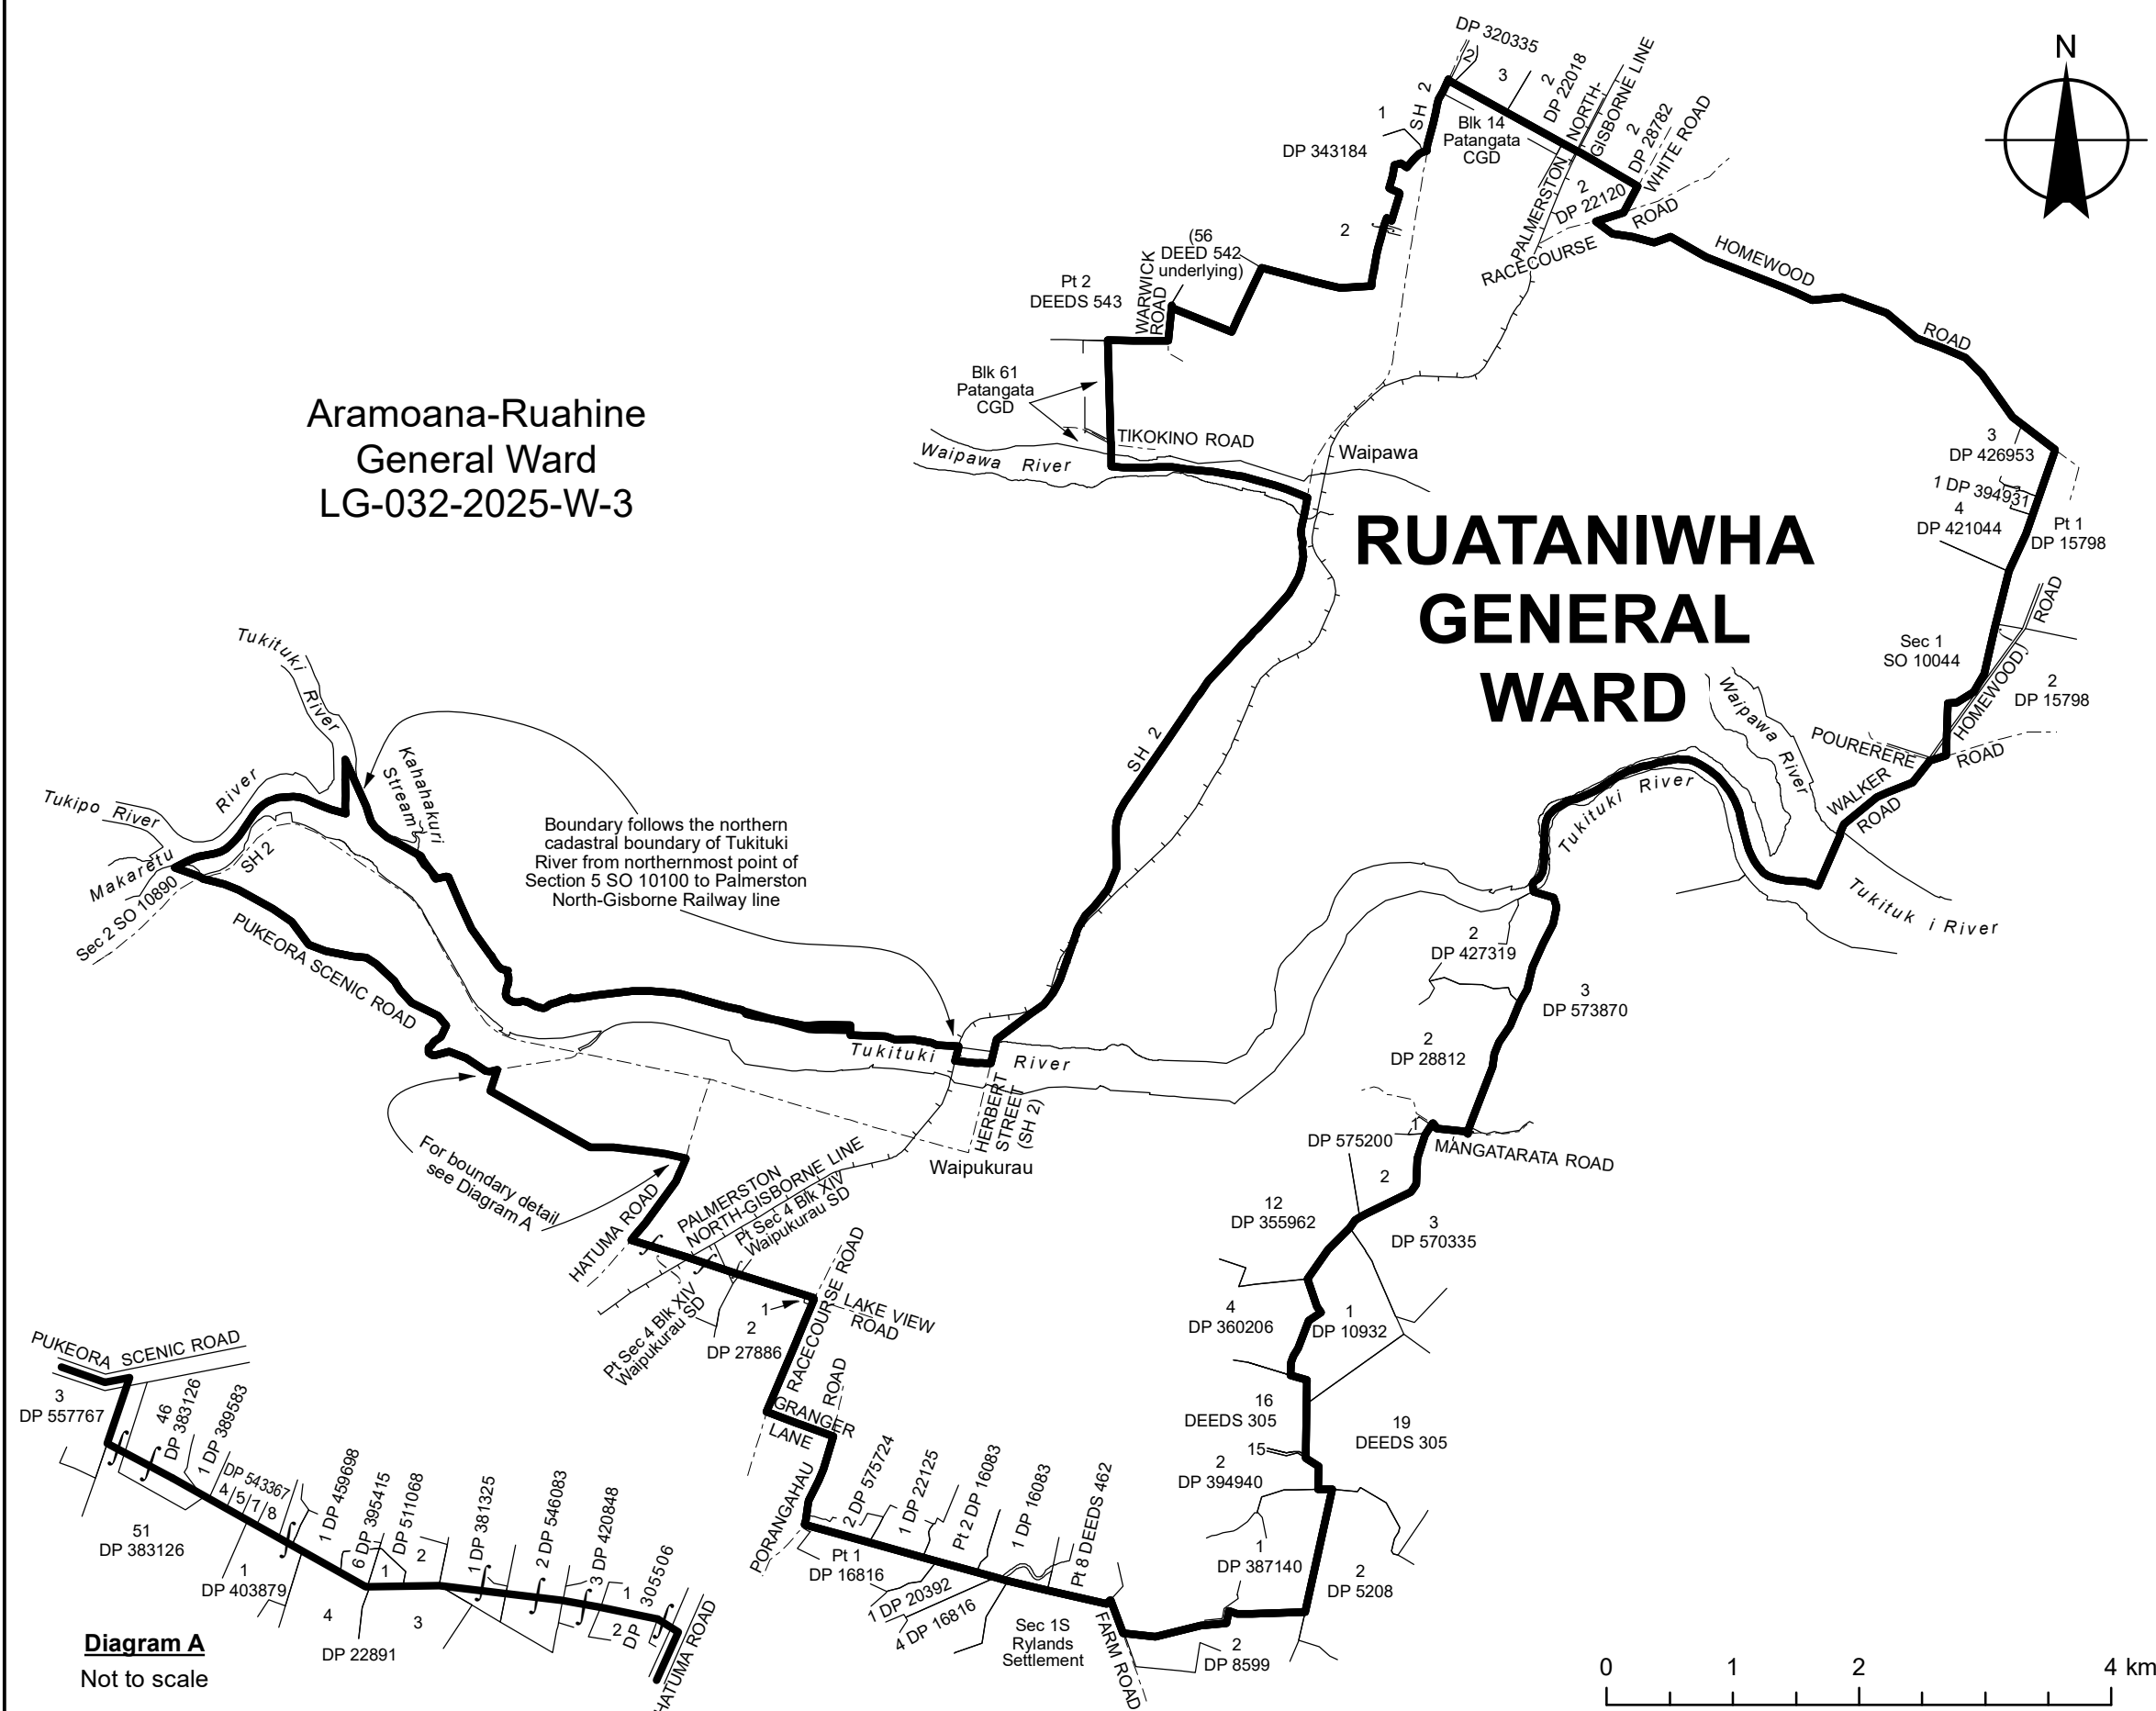 DP 320335
2
3
2
DP 22018
N
SH 2
1
DP 343184
Blk 14
Patangata
CGD
PALMERSTON NORTH-
GISBORNE LINE
2
DP 28782
WHITE ROAD
2
DP 22120
RACECOURSE ROAD
HOMEWOOD
ROAD
2
(56
DEED 542
underlying)
Pt 2
DEEDS 543
WARWICK
ROAD
Blk 61
Patangata
CGD
TIKOKINO ROAD
Waipawa River
Waipawa
Aramoana-Ruahine
General Ward
LG-032-2025-W-3
RUATANIWHA
GENERAL
WARD
3
DP 426953
1 DP 394931
4
DP 421044
Pt 1
DP 15798
Sec 1
SO 10044
HOMEWOOD ROAD
2
DP 15798
POURERERE ROAD
WALKER
ROAD
Waipawa River
Tukituki River
Tukituk i River
Tukituki
River
Kahahakuri
Stream
Tukipo River
River
Makaretu
SH 2
Sec 2 SO 10890
PUKEORA SCENIC ROAD
Boundary follows the northern
cadastral boundary of Tukituki
River from northernmost point of
Section 5 SO 10100 to Palmerston
North-Gisborne Railway line
SH 2
Tukituki River
HERBERT
STREET
(SH 2)
Waipukurau
For boundary detail
see Diagram A
HATUMA ROAD
PALMERSTON
NORTH-GISBORNE LINE
Pt Sec 4 Blk XIV
Waipukurau SD
Pt Sec 4 Blk XIV
Waipukurau SD
1
2
DP 27886
RACECOURSE ROAD
LAKE VIEW
ROAD
GRANGER
LANE
PORANGAHAU ROAD
2
DP 427319
3
DP 573870
2
DP 28812
1
DP 575200
MANGATARATA ROAD
2
12
DP 355962
3
DP 570335
4
DP 360206
1
DP 10932
16
DEEDS 305
19
DEEDS 305
15
2
DP 394940
1
DP 387140
2
DP 5208
2 DP 575724
1 DP 22125
Pt 2 DP 16083
1 DP 16083
Pt 8 DEEDS 462
Pt 1
DP 16816
1 DP 20392
4 DP 16816
Sec 1S
Rylands
Settlement
FARM ROAD
2
DP 8599
PUKEORA SCENIC ROAD
3
DP 557767
46
DP 383126
1 DP 389583
DP 543367
4 5 7 8
1 DP 459698
6 DP 395415
DP 511068
1
2
1 DP 381325
2 DP 546083
3 DP 420848
1
2
DP 305506
HATUMA ROAD
51
DP 383126
1
DP 403879
4
3
DP 22891
Diagram A
Not to scale
0 1 2 4 km